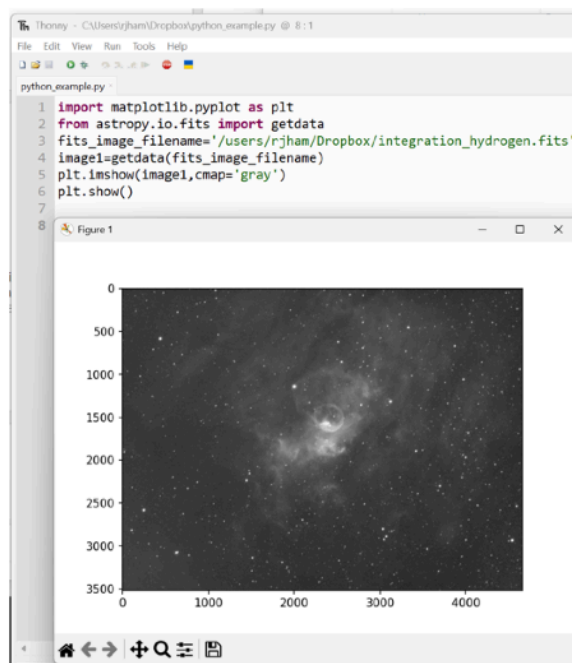 Thonny - C:\Users\rjham\Dropbox\python_example.py @ 8:1
File Edit View Run Tools Help
python_example.py
1 import matplotlib.pyplot as plt
2 from astropy.io.fits import getdata
3 fits_image_filename='/users/rjham/Dropbox/integration_hydrogen.fits'
4 image1=getdata(fits_image_filename)
5 plt.imshow(image1,cmap='gray')
6 plt.show()
7
8
Figure 1
0
500
1000
1500
2000
2500
3000
3500
0 1000 2000 3000 4000